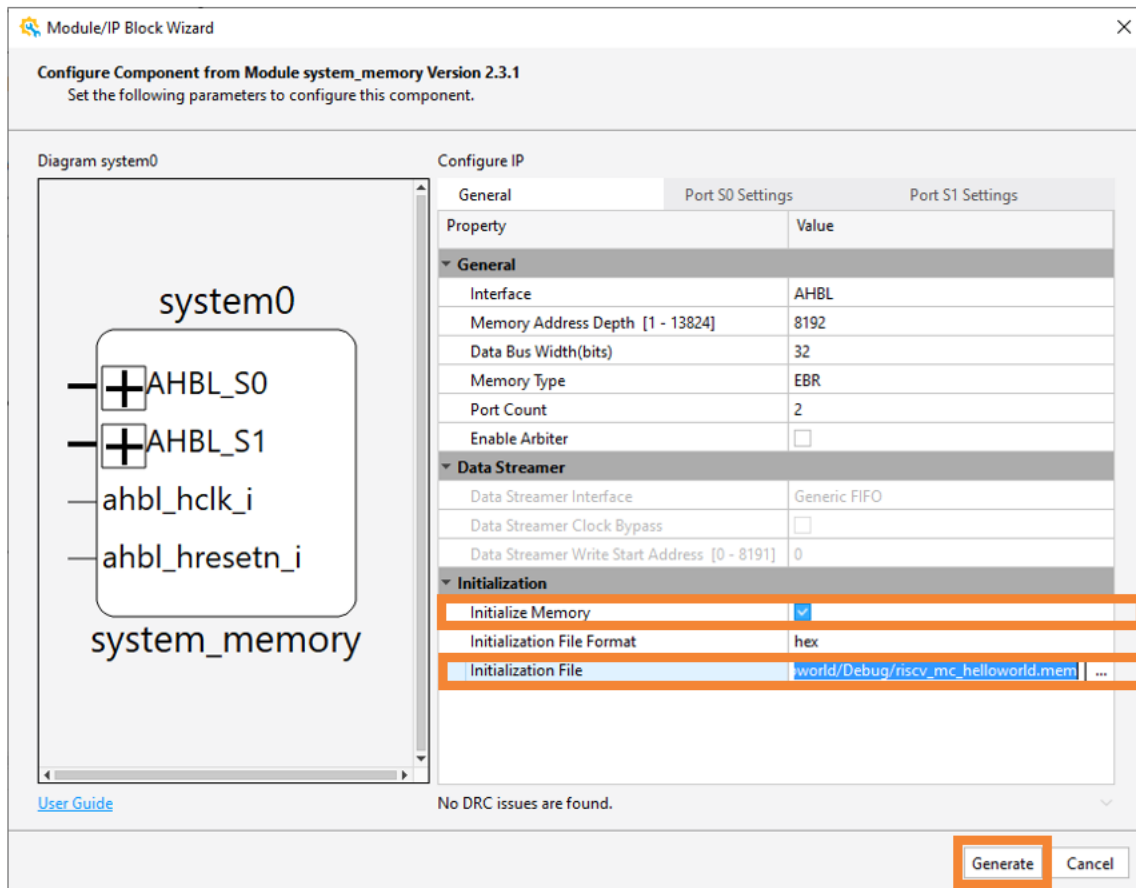 Module/IP Block Wizard
Configure Component from Module system_memory Version 2.3.1
Set the following parameters to configure this component.
Diagram system0
system0
AHBL_S0
AHBL_S1
ahbl_hclk_i
ahbl_hresetn_i
system_memory
User Guide
Configure IP
General Port S0 Settings Port S1 Settings
Property Value
General
Interface AHBL
Memory Address Depth [1 - 13824] 8192
Data Bus Width(bits) 32
Memory Type EBR
Port Count 2
Enable Arbiter
Data Streamer
Data Streamer Interface Generic FIFO
Data Streamer Clock Bypass
Data Streamer Write Start Address [0 - 8191] 0
Initialization
Initialize Memory
Initialization File Format hex
Initialization File world/Debug/riscv_mc_helloworld.mem ...
No DRC issues are found.
Generate Cancel